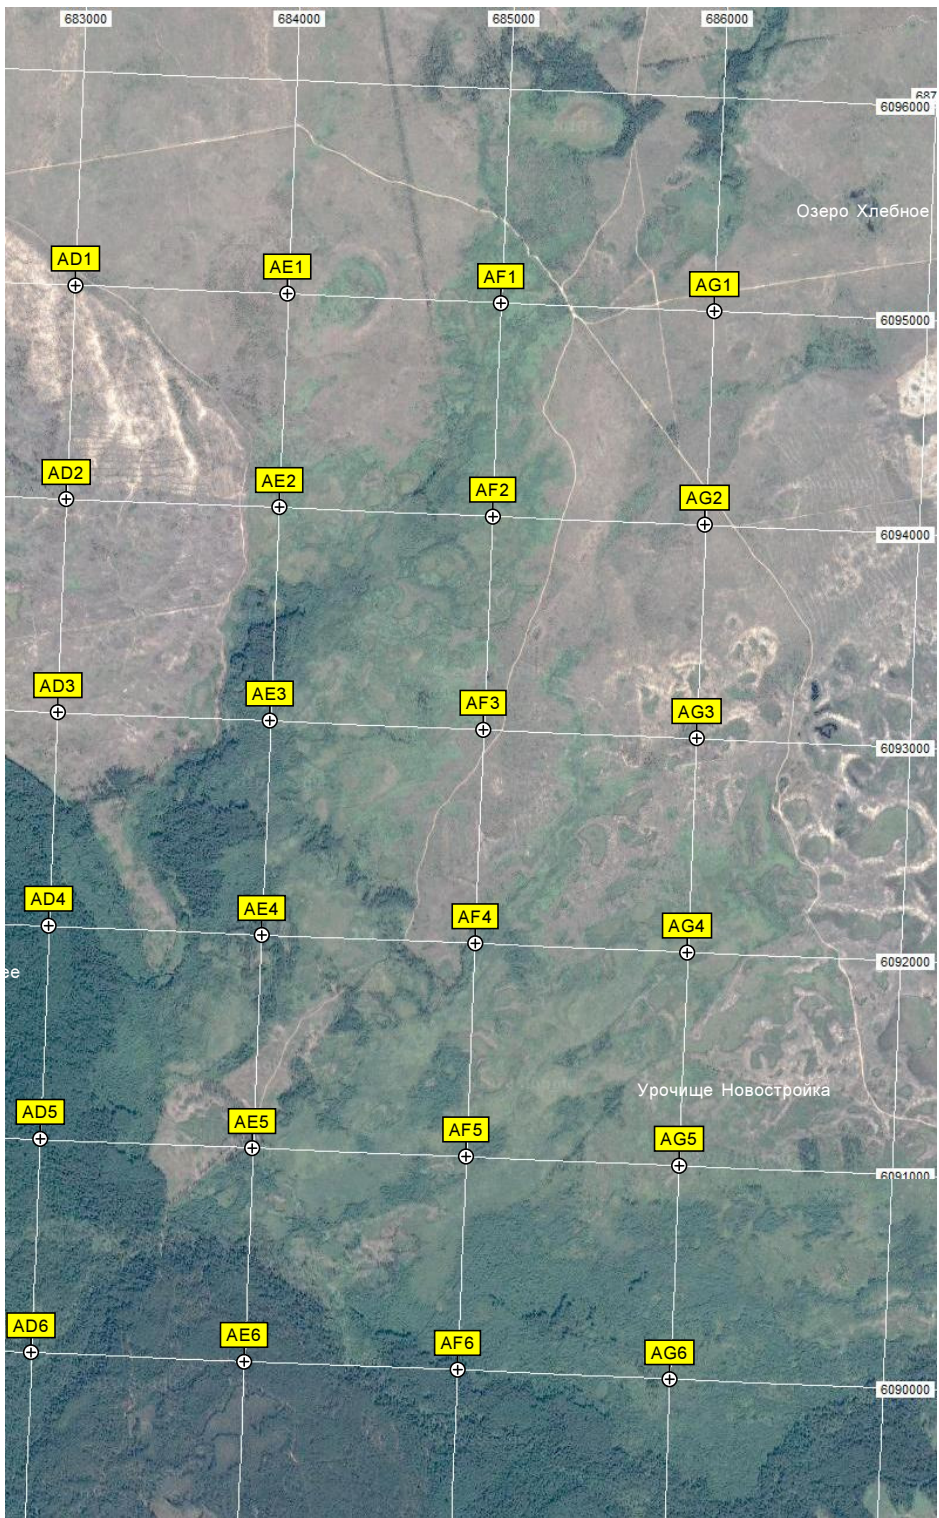 683000 684000 685000 686000
687
6096000
Озеро Хлебное
AD1 AE1 AF1 AG1
6095000
AD2 AE2 AF2 AG2
6094000
AD3 AE3 AF3 AG3
6093000
AD4 AE4 AF4 AG4
6092000
ее
Урочище Новостройка
AD5 AE5 AF5 AG5
6091000
AD6 AE6 AF6 AG6
6090000